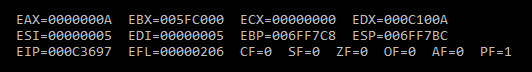 EAX=0000000A EBX=005FC000 ECX=00000000 EDX=000C100A
ESI=00000005 EDI=00000005 EBP=006FF7C8 ESP=006FF7BC
EIP=000C3697 EFL=00000206 CF=0 SF=0 ZF=0 OF=0 AF=0 PF=1